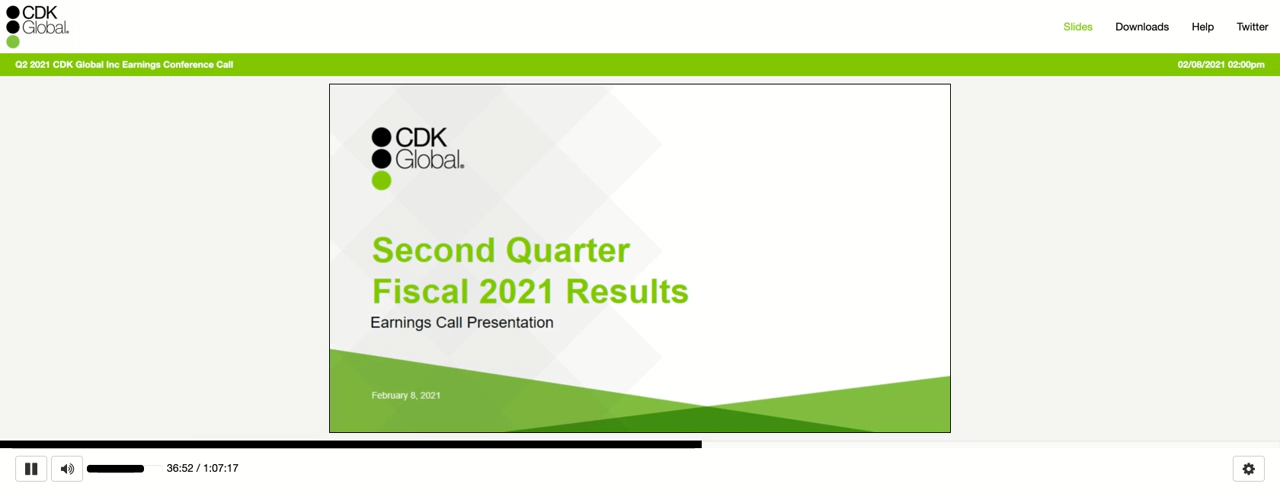 CDK
Global.
Slides Downloads Help Twitter
Q2 2021 CDK Global Inc Earnings Conference Call 02/08/2021 02:00pm
CDK
Global.
Second Quarter
Fiscal 2021 Results
Earnings Call Presentation
February 8, 2021
36:52 / 1:07:17